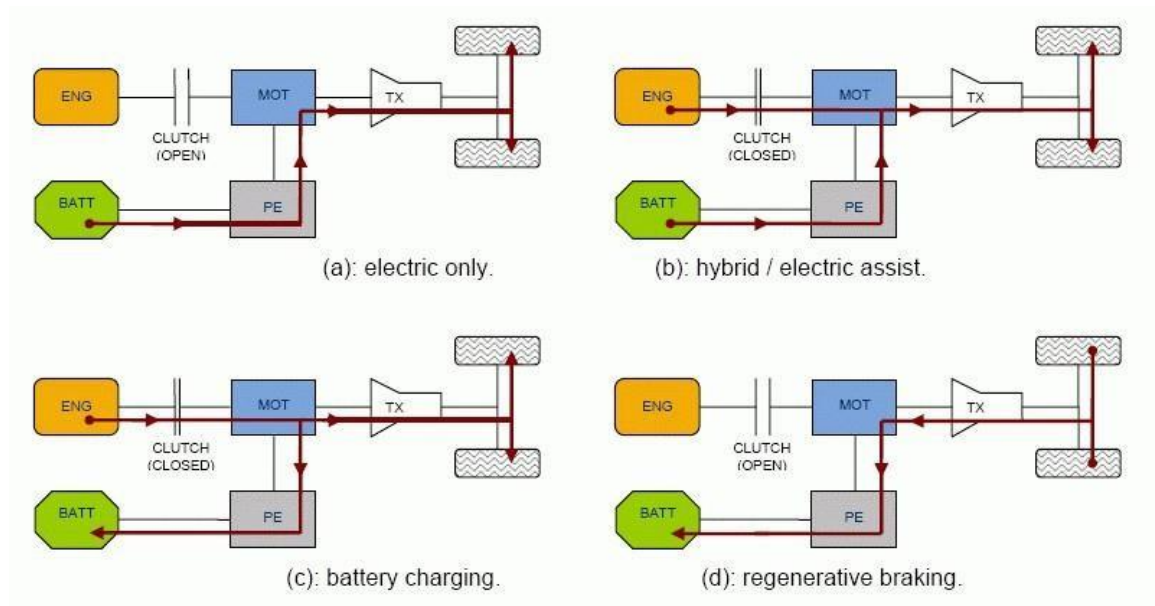 ENG
MOT
TX
CLUTCH
(OPEN)
BATT
PE
(a): electric only.
ENG
MOT
TX
CLUTCH
(CLOSED)
BATT
PE
(b): hybrid / electric assist.
ENG
MOT
TX
CLUTCH
(CLOSED)
BATT
PE
(c): battery charging.
ENG
MOT
TX
CLUTCH
(OPEN)
BATT
PE
(d): regenerative braking.